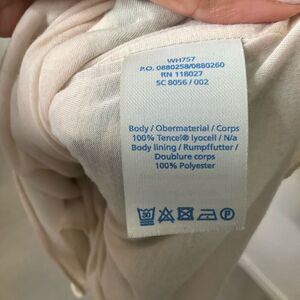 WH757
P.O. 0880258/0880260
RN 118027
SC 8056 / 002
Body / Obermaterial / Corps
100% Tencel® lyocell / N/a
Body lining / Rumpffutter /
Doublure corps
100% Polyester
30
P